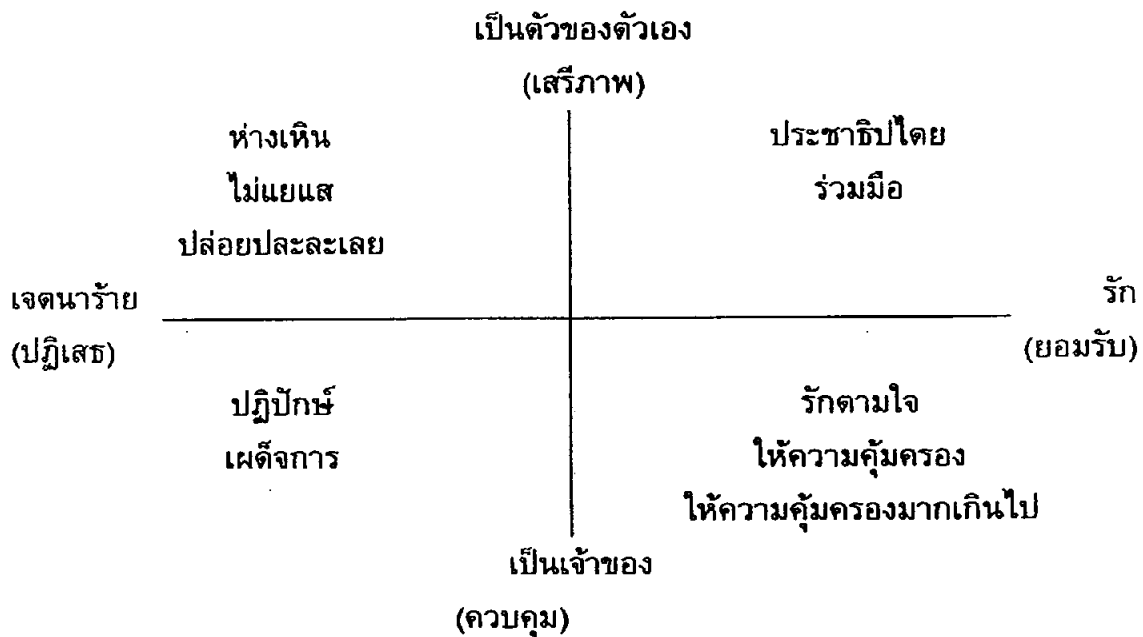 เป็นตัวของตัวเอง
(เสรีภาพ)
ห่างเหิน
ไม่แยแส
ปล่อยปละละเลย
ประชาธิปไตย
ร่วมมือ
เจตนาร้าย
(ปฏิเสธ)
รัก
(ยอมรับ)
ปฏิปักษ์
เผด็จการ
รักตามใจ
ให้ความคุ้มครอง
ให้ความคุ้มครองมากเกินไป
เป็นเจ้าของ
(ควบคุม)